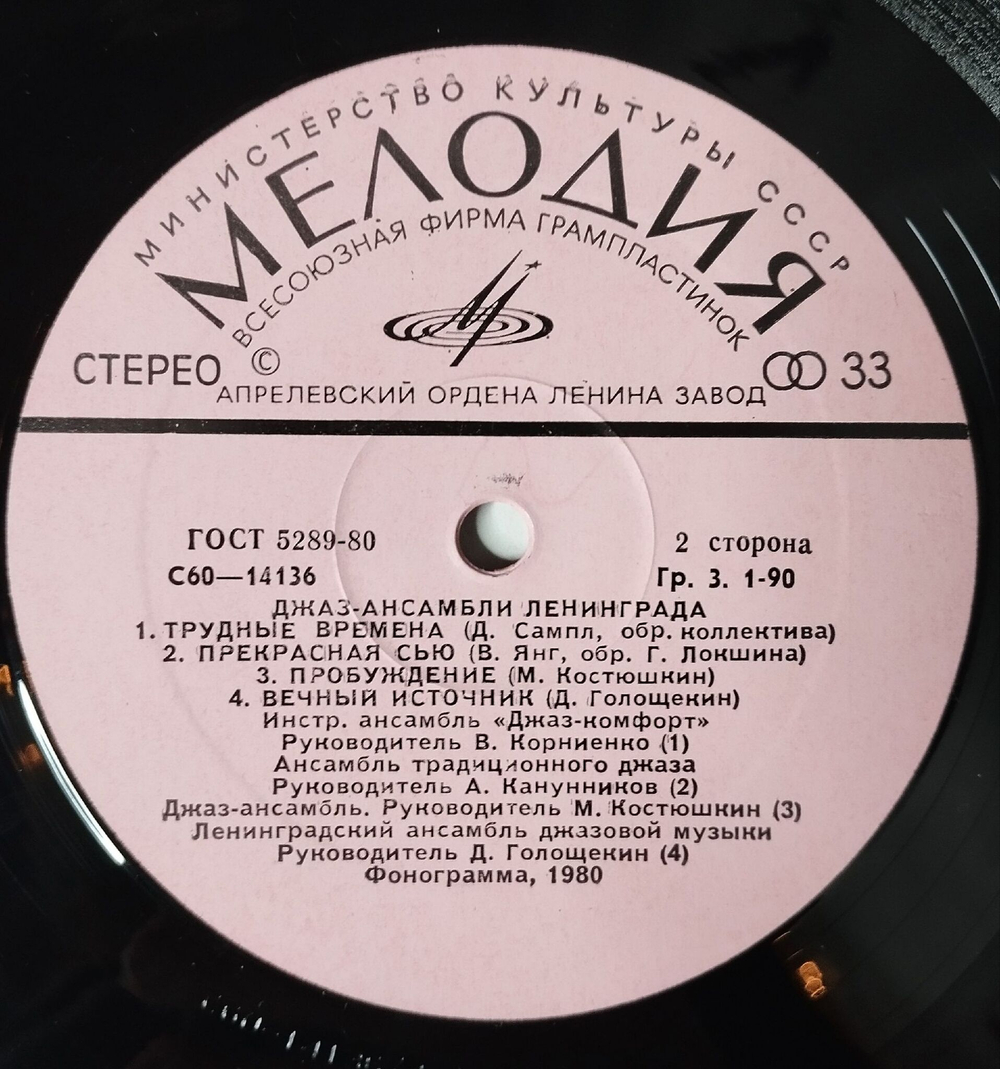 МИНИСТЕРСТВО КУЛЬТУРЫ СССР
МЕЛОДИЯ
ВСЕСОЮЗНАЯ ФИРМА ГРАМПЛАСТИНОК
СТЕРЕО © 33
АПРЕЛЕВСКИЙ ОРДЕНА ЛЕНИНА ЗАВОД
ГОСТ 5289-80 2 сторона
С60—14136 Гр. 3. 1-90
ДЖАЗ-АНСАМБЛИ ЛЕНИНГРАДА
1. ТРУДНЫЕ ВРЕМЕНА (Д. Сампл, обр. коллектива)
2. ПРЕКРАСНАЯ СЬЮ (В. Янг, обр. Г. Локшина)
3. ПРОБУЖДЕНИЕ (М. Костюшкин)
4. ВЕЧНЫЙ ИСТОЧНИК (Д. Голощекин)
Инстр. ансамбль «Джаз-комфорт»
Руководитель В. Корниенко (1)
Ансамбль традиционного джаза
Руководитель А. Канунников (2)
Джаз-ансамбль. Руководитель М. Костюшкин (3)
Ленинградский ансамбль джазовой музыки
Руководитель Д. Голощекин (4)
Фонограмма, 1980